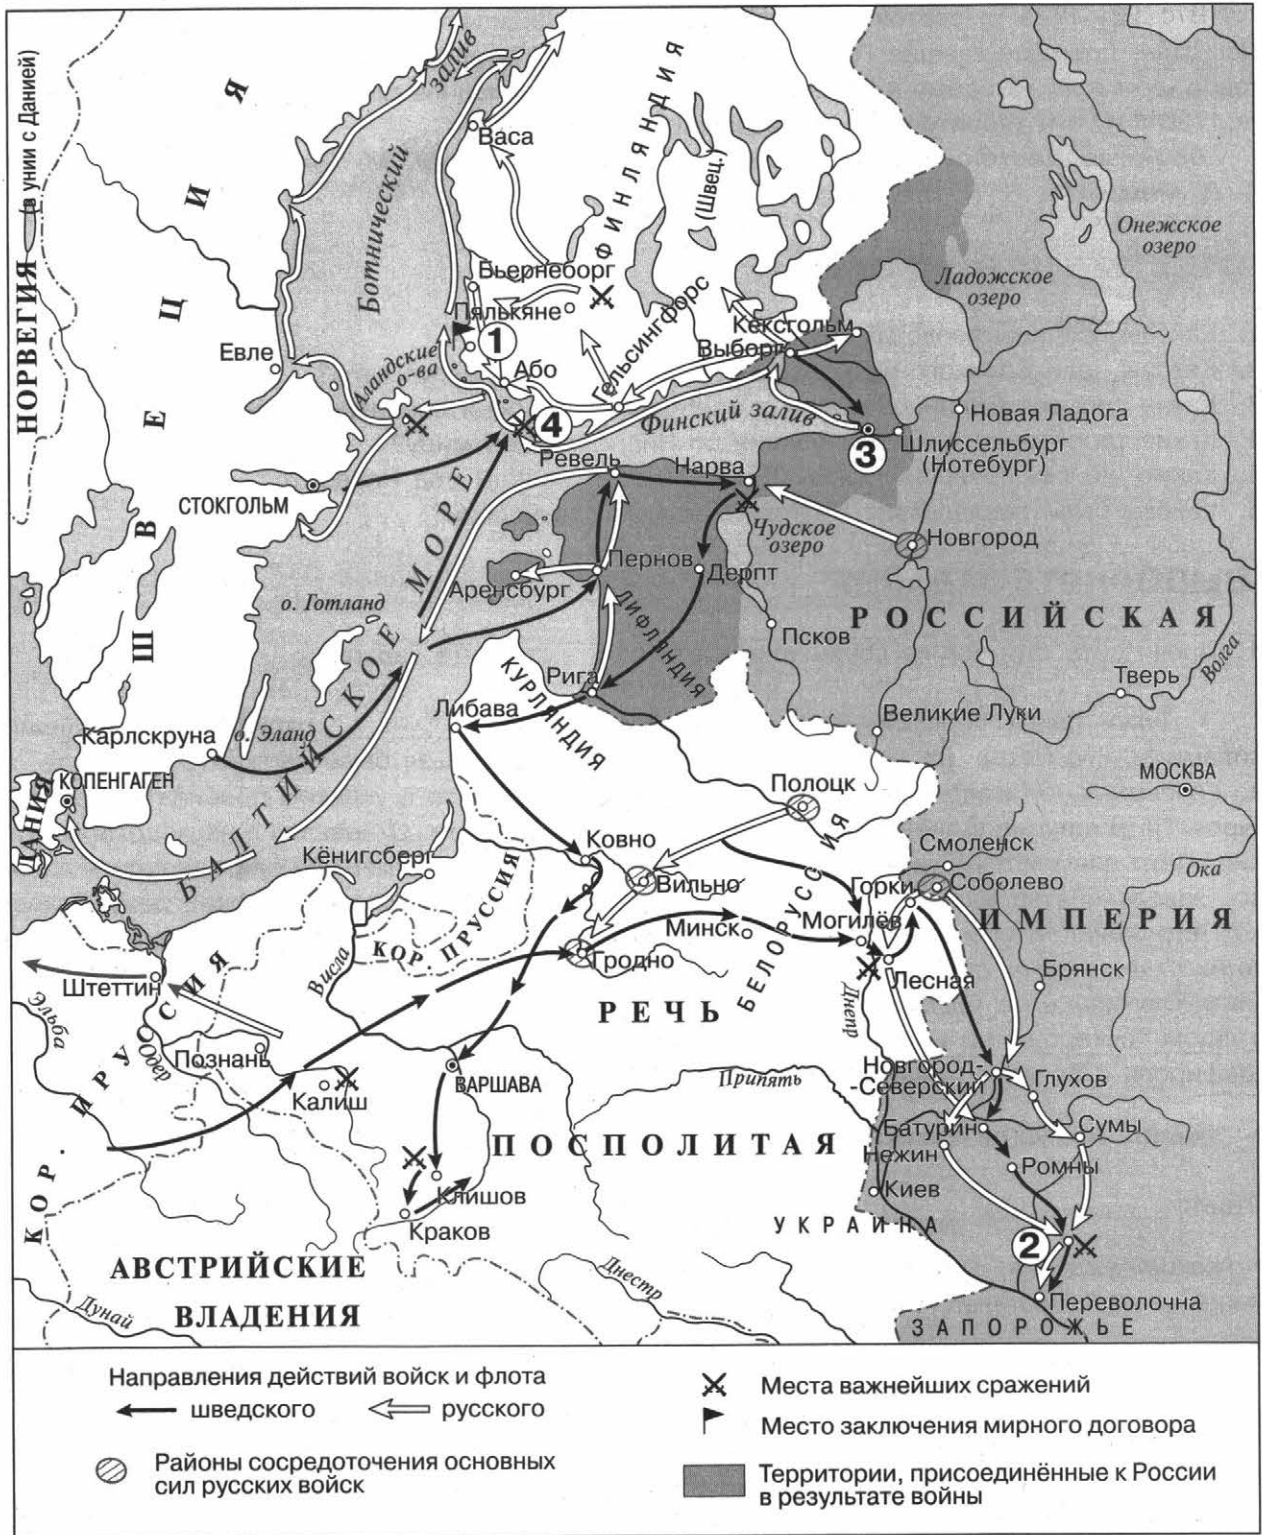 НОРВЕГИЯ (в унии с Данией)
ШВЕЦИЯ
Ботнический
залив
Васа
ФИНЛЯНДИЯ
(Швец.)
Онежское
озеро
Ладожское
озеро
Бьернеборг
Пялькяне
1
Гельсингфорс
Кексгольм
Выборг
Евле
Аландские
о-ва
Або
4
Финский залив
3
Новая Ладога
Шлиссельбург
(Нотебург)
СТОКГОЛЬМ
Ревель
Нарва
Чудское
озеро
Новгород
Пернов
Дерпт
Аренсбург
о. Готланд
ЛИФЛЯНДИЯ
Псков
РОССИЙСКАЯ
ИМПЕРИЯ
Волга
Тверь
Рига
КУРЛЯНДИЯ
Либава
Великие Луки
о. Эланд
Карлскруна
БАЛТИЙСКОЕ МОРЕ
КОПЕНГАГЕН
ДАНИЯ
МОСКВА
Полоцк
Ковно
Кёнигсберг
Смоленск
Ока
Вильно
БЕЛОРУССИЯ
Горки
Соболево
КОР. ПРУССИЯ
Минск
Могилёв
Гродно
Лесная
Брянск
Висла
Штеттин
РЕЧЬ
ПОСПОЛИТАЯ
Днепр
Эльба
Одер
КОР. ПРУССИЯ
Познань
Калиш
ВАРШАВА
Припять
Новгород-
-Северский
Глухов
Батурин
Сумы
Нежин
Ромны
Клишов
Краков
Киев
УКРАИНА
2
АВСТРИЙСКИЕ
ВЛАДЕНИЯ
Дунай
Днестр
Переволочна
ЗАПОРОЖЬЕ
Направления действий войск и флота
шведского
русского
Районы сосредоточения основных
сил русских войск
Места важнейших сражений
Место заключения мирного договора
Территории, присоединённые к России
в результате войны